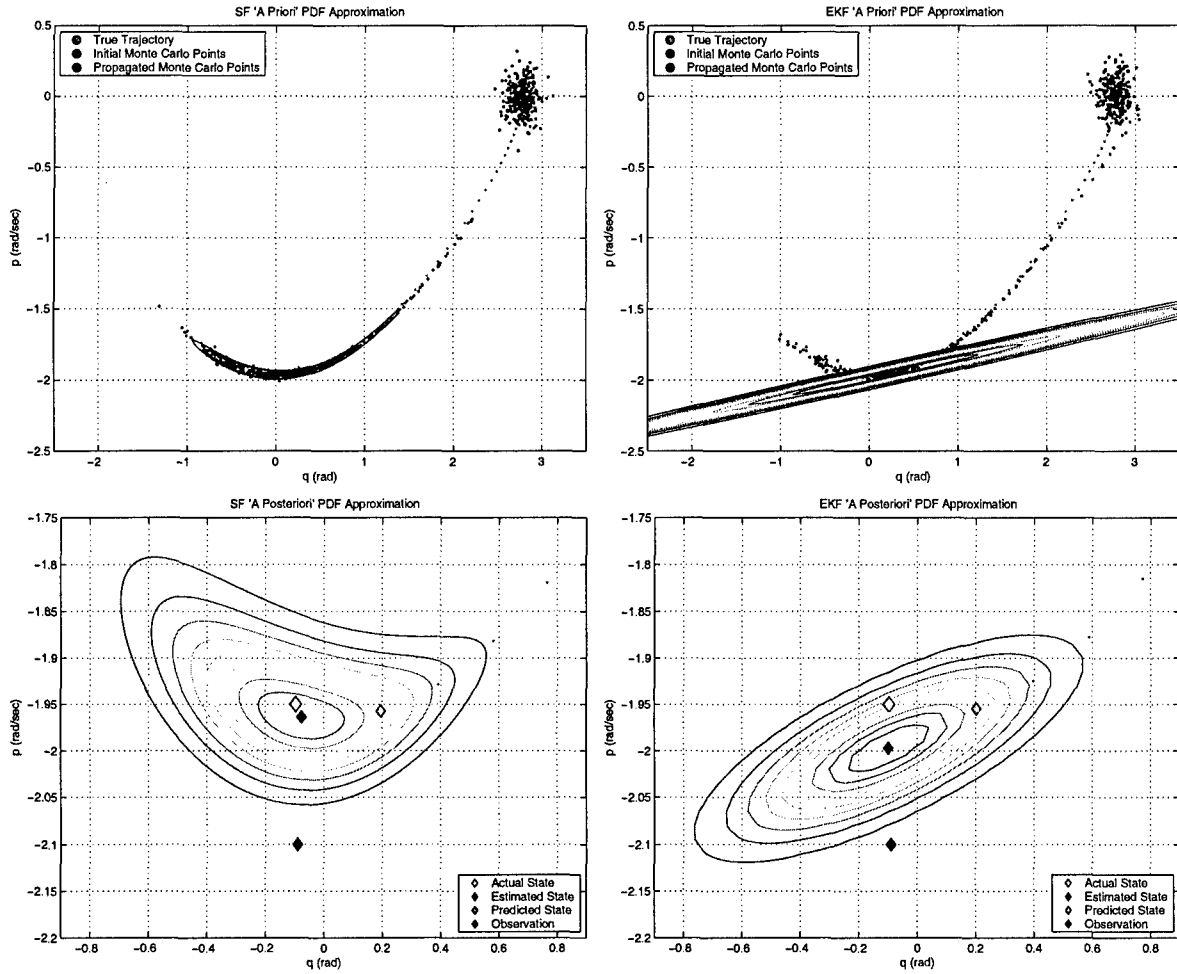 SF 'A Priori' PDF Approximation
0.5
0
−0.5
−1
−1.5
−2
−2.5
p (rad/sec)
True Trajectory
Initial Monte Carlo Points
Propagated Monte Carlo Points
−2
−1
0
1
2
3
q (rad)
EKF 'A Priori' PDF Approximation
0.5
0
−0.5
−1
−1.5
−2
−2.5
p (rad/sec)
True Trajectory
Initial Monte Carlo Points
Propagated Monte Carlo Points
−2
−1
0
1
2
3
q (rad)
SF 'A Posteriori' PDF Approximation
−1.75
−1.8
−1.85
−1.9
−1.95
−2
−2.05
−2.1
−2.15
−2.2
p (rad/sec)
Actual State
Estimated State
Predicted State
Observation
−0.8
−0.6
−0.4
−0.2
0
0.2
0.4
0.6
0.8
q (rad)
EKF 'A Posteriori' PDF Approximation
−1.75
−1.8
−1.85
−1.9
−1.95
−2
−2.05
−2.1
−2.15
−2.2
p (rad/sec)
Actual State
Estimated State
Predicted State
Observation
−0.8
−0.6
−0.4
−0.2
0
0.2
0.4
0.6
0.8
q (rad)